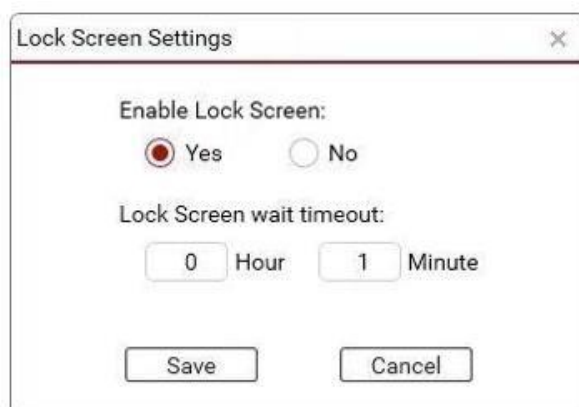 Lock Screen Settings
Enable Lock Screen:
Yes No
Lock Screen wait timeout:
0 Hour 1 Minute
Save Cancel